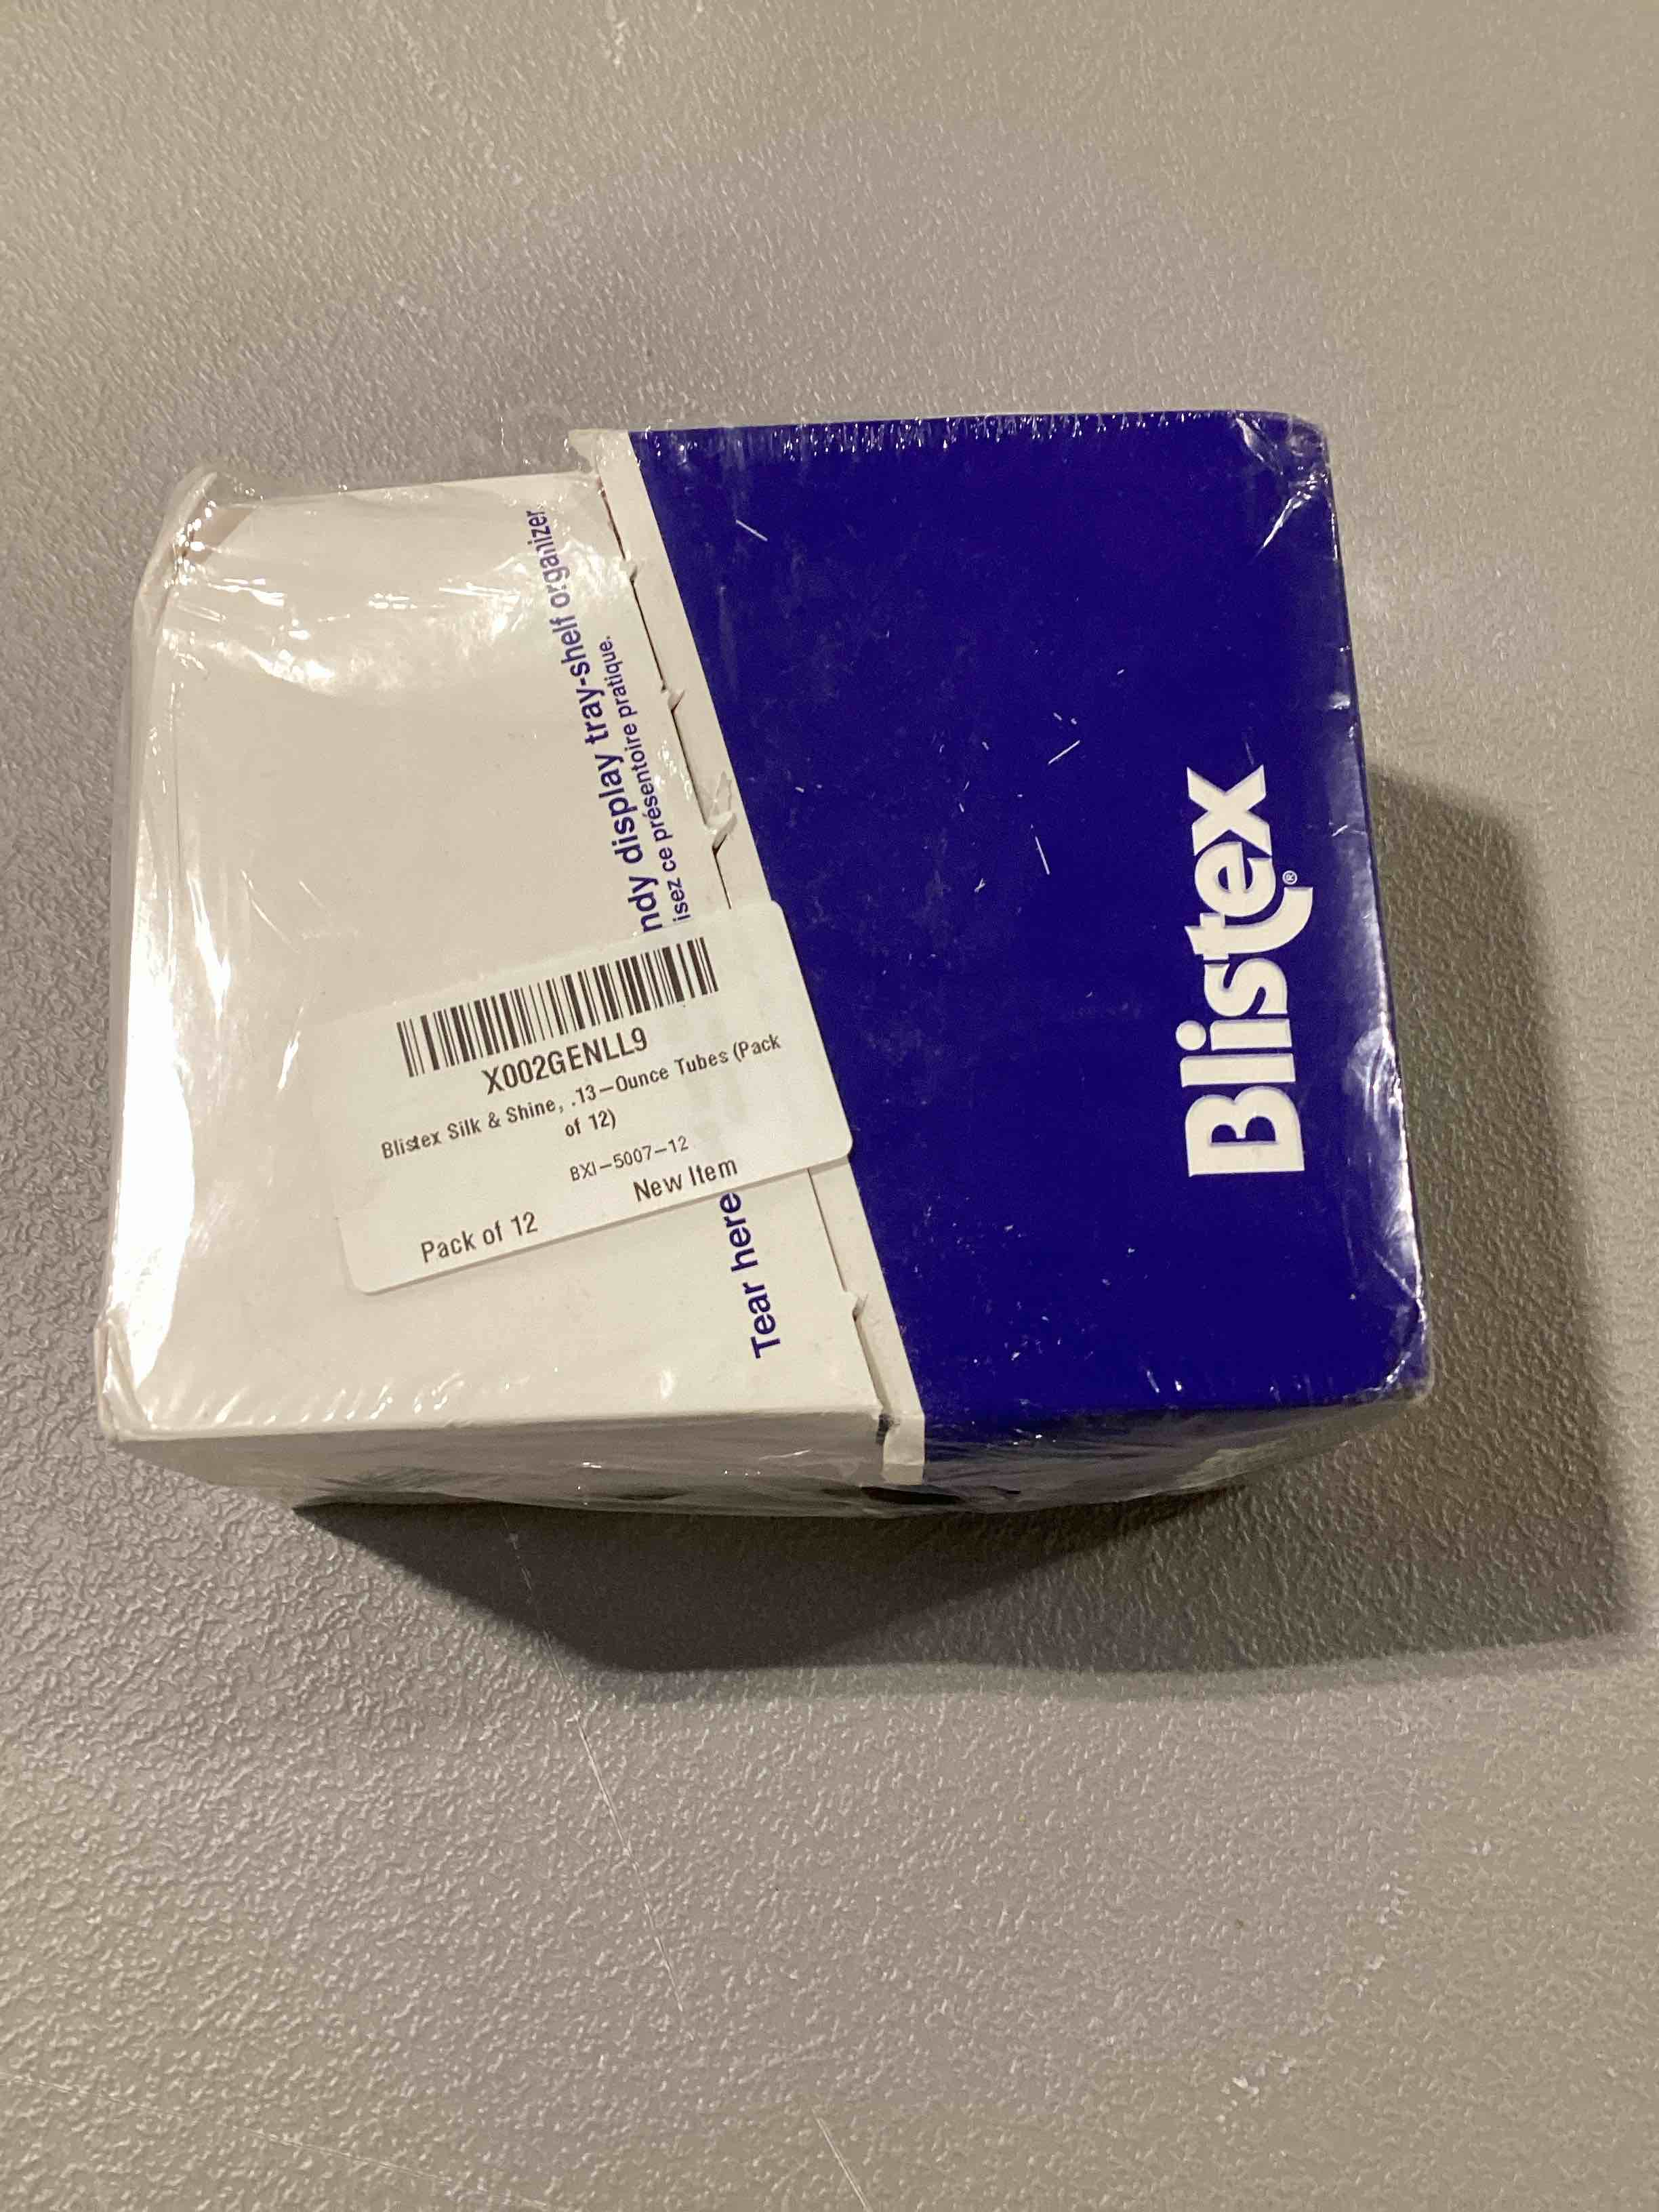 Blistex®
ndy display tray-shelf organizer.
isez ce présentoire pratique.
Tear here
X002GENLL9
Blistex Silk & Shine, .13-Ounce Tubes (Pack
of 12)
BXI-5007-12
New Item
Pack of 12